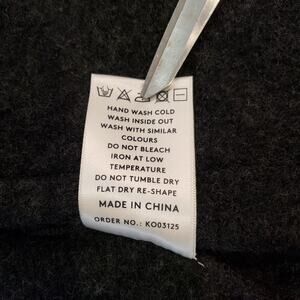 HAND WASH COLD
WASH INSIDE OUT
WASH WITH SIMILAR
COLOURS
DO NOT BLEACH
IRON AT LOW
TEMPERATURE
DO NOT TUMBLE DRY
FLAT DRY RE-SHAPE
MADE IN CHINA
ORDER NO.: KO03125